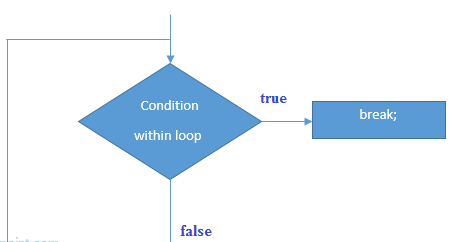 true
Condition
break;
within loop
false